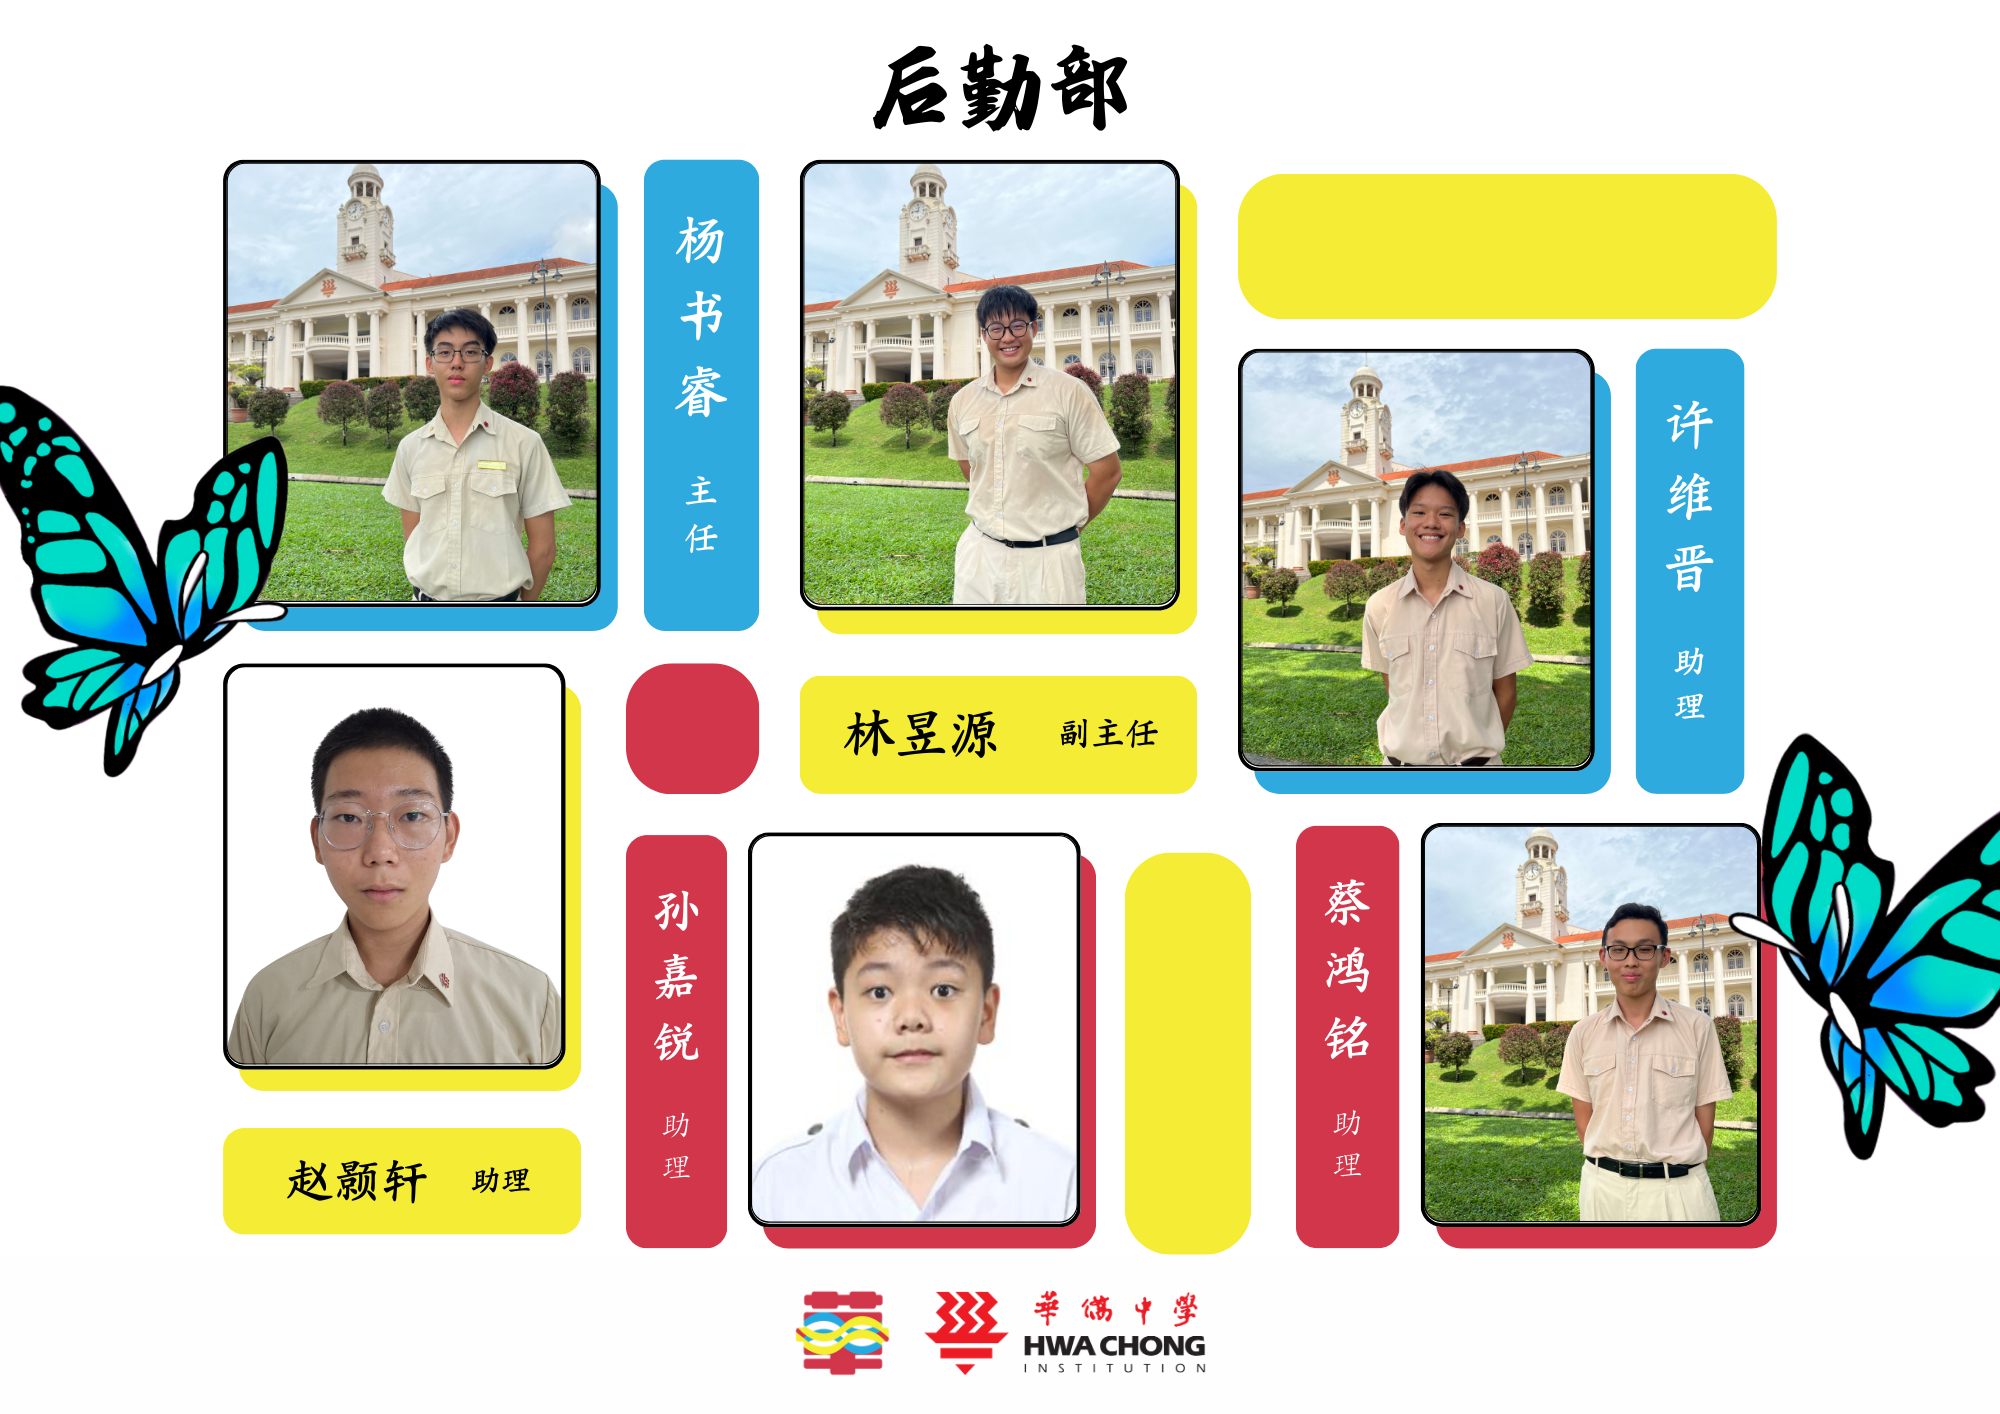 后勤部
杨书睿 主任
林昱源 副主任
许维晋 助理
赵颢轩 助理
孙嘉锐 助理
蔡鸿铭 助理
華僑中學
HWA CHONG
INSTITUTION